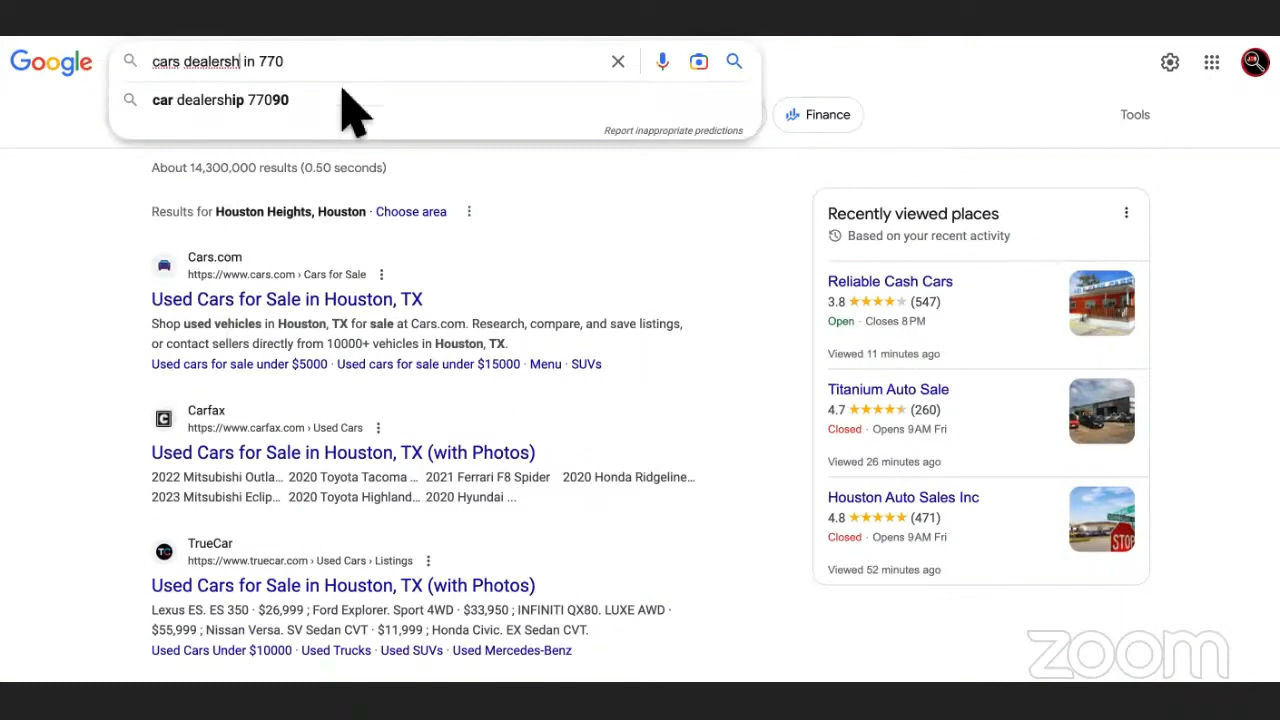 Google
cars dealersh in 770
car dealership 77090
Report inappropriate predictions
Finance
Tools
About 14,300,000 results (0.50 seconds)
Results for Houston Heights, Houston · Choose area
Cars.com
https://www.cars.com › Cars for Sale
Used Cars for Sale in Houston, TX
Shop used vehicles in Houston, TX for sale at Cars.com. Research, compare, and save listings,
or contact sellers directly from 10000+ vehicles in Houston, TX.
Used cars for sale under $5000 · Used cars for sale under $15000 · Menu · SUVs
Carfax
https://www.carfax.com › Used Cars
Used Cars for Sale in Houston, TX (with Photos)
2022 Mitsubishi Outla... 2020 Toyota Tacoma ... 2021 Ferrari F8 Spider 2020 Honda Ridgeline...
2023 Mitsubishi Eclip... 2020 Toyota Highland... 2020 Hyundai ...
TrueCar
https://www.truecar.com › Used Cars › Listings
Used Cars for Sale in Houston, TX (with Photos)
Lexus ES. ES 350 · $26,999 ; Ford Explorer. Sport 4WD · $33,950 ; INFINITI QX80. LUXE AWD ·
$55,999 ; Nissan Versa. SV Sedan CVT · $11,999 ; Honda Civic. EX Sedan CVT.
Used Cars Under $10000 · Used Trucks · Used SUVs · Used Mercedes-Benz
Recently viewed places
Based on your recent activity
Reliable Cash Cars
3.8 ★★★★★ (547)
Open · Closes 8 PM
Viewed 11 minutes ago
Titanium Auto Sale
4.7 ★★★★★ (260)
Closed · Opens 9 AM Fri
Viewed 26 minutes ago
Houston Auto Sales Inc
4.8 ★★★★★ (471)
Closed · Opens 9 AM Fri
STOP
Viewed 52 minutes ago
zoom